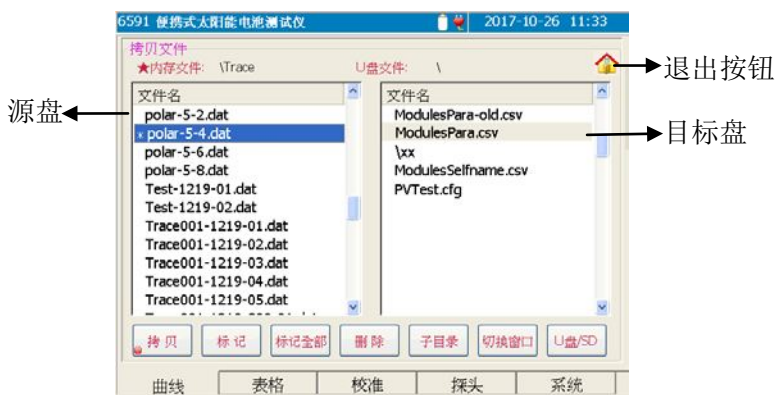 6591 便携式太阳能电池测试仪 2017-10-26 11:33
拷贝文件
★内存文件: \Trace U盘文件: \
退出按钮
源盘
目标盘
文件名
polar-5-2.dat
× polar-5-4.dat
polar-5-6.dat
polar-5-8.dat
Test-1219-01.dat
Test-1219-02.dat
Trace001-1219-01.dat
Trace001-1219-02.dat
Trace001-1219-03.dat
Trace001-1219-04.dat
Trace001-1219-05.dat
文件名
ModulesPara-old.csv
ModulesPara.csv
\xx
ModulesSelfname.csv
PVTest.cfg
拷贝 标记 标记全部 删除 子目录 切换窗口 U盘/SD
曲线 表格 校准 探头 系统